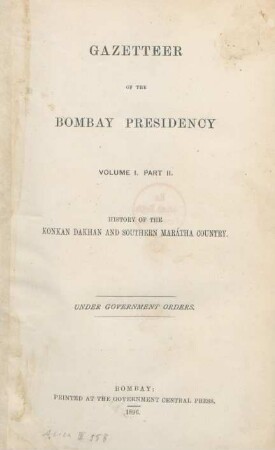 GAZETTEER
OF THE
BOMBAY PRESIDENCY
VOLUME I. PART II.
HISTORY OF THE
KONKAN DAKHAN AND SOUTHERN MARÁTHA COUNTRY.
UNDER GOVERNMENT ORDERS.
BOMBAY:
PRINTED AT THE GOVERNMENT CENTRAL PRESS.
1896.